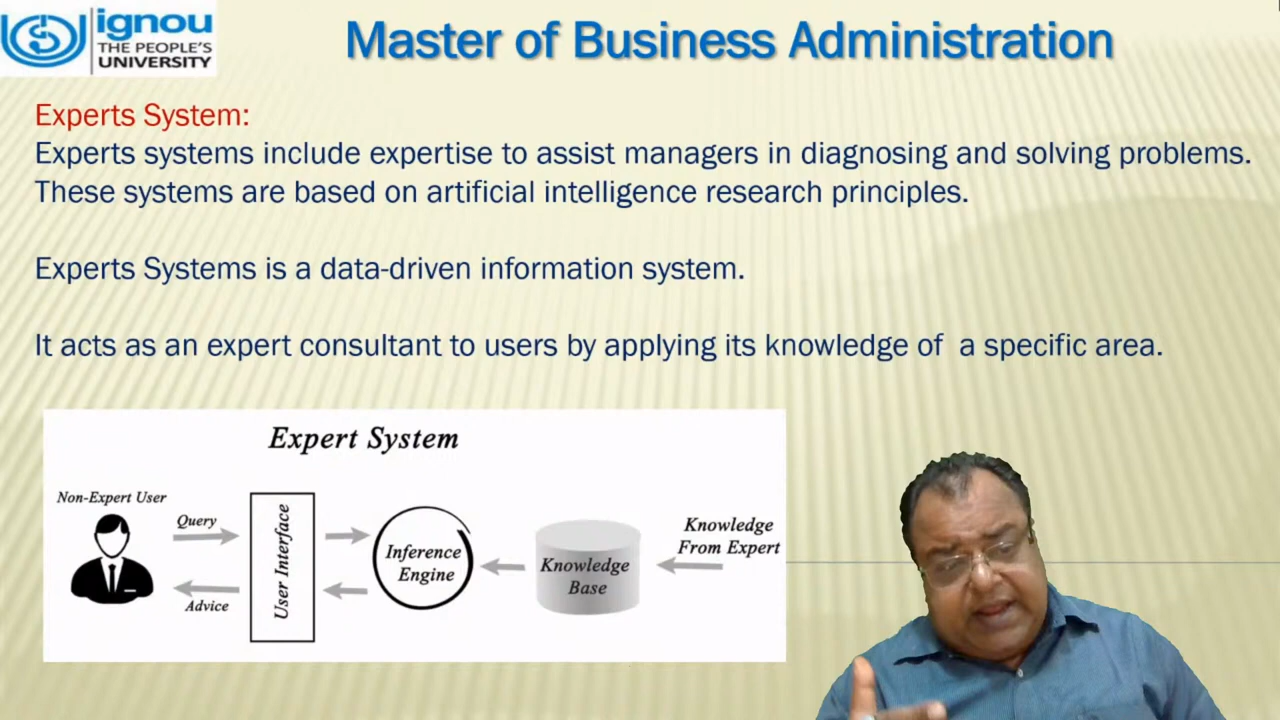 ignou
THE PEOPLE'S
UNIVERSITY
Master of Business Administration
Experts System:
Experts systems include expertise to assist managers in diagnosing and solving problems.
These systems are based on artificial intelligence research principles.
Experts Systems is a data-driven information system.
It acts as an expert consultant to users by applying its knowledge of a specific area.
Expert System
Non-Expert User
Query
Advice
User Interface
Inference
Engine
Knowledge
Base
Knowledge
From Expert